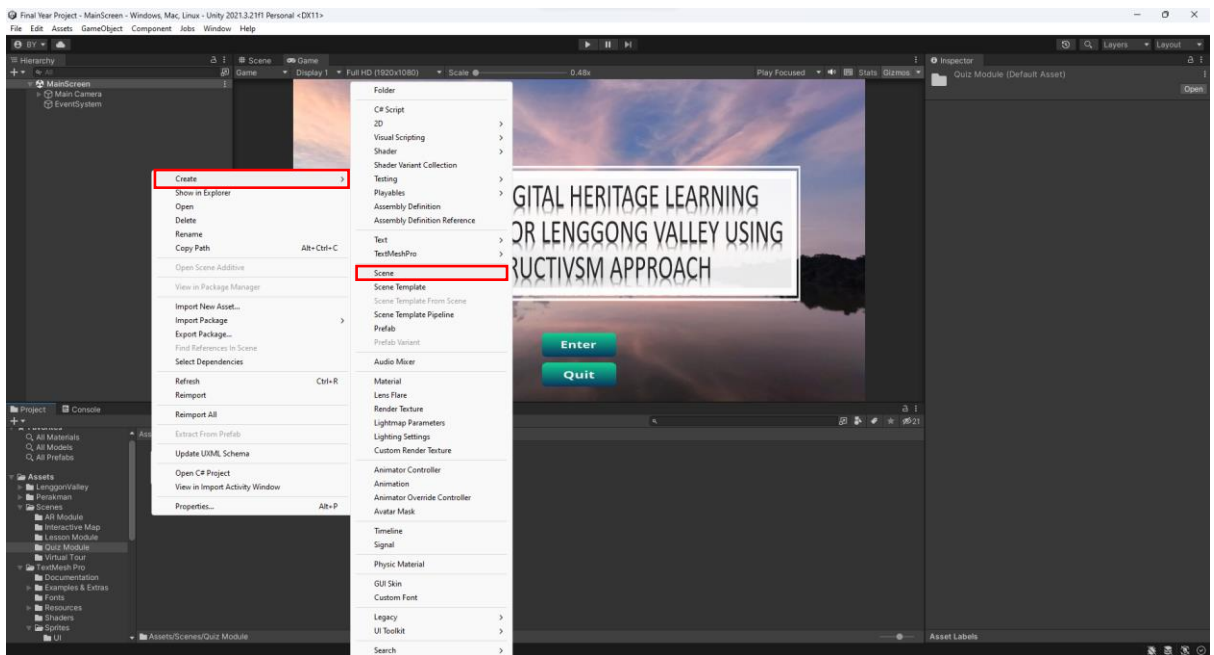 Final Year Project - MainScreen - Windows, Mac, Linux - Unity 2021.3.21f1 Personal <DX11>
File Edit Assets GameObject Component Jobs Window Help
BY
Layers
Layout
Hierarchy
All
MainScreen
Main Camera
EventSystem
Scene
Game
Game
Display 1
Full HD (1920x1080)
Scale
0.48x
Play Focused
Stats
Gizmos
GITAL HERITAGE LEARNING
OR LENGGONG VALLEY USING
RUCTIVSM APPROACH
Enter
Quit
Create
Show in Explorer
Open
Delete
Rename
Copy Path Alt+Ctrl+C
Open Scene Additive
View in Package Manager
Import New Asset...
Import Package
Export Package...
Find References In Scene
Select Dependencies
Refresh Ctrl+R
Reimport
Reimport All
Extract From Prefab
Update UXML Schema
Open C# Project
View in Import Activity Window
Properties... Alt+P
Folder
C# Script
2D
Visual Scripting
Shader
Shader Variant Collection
Testing
Playables
Assembly Definition
Assembly Definition Reference
Text
TextMeshPro
Scene
Scene Template
Scene Template From Scene
Scene Template Pipeline
Prefab
Prefab Variant
Audio Mixer
Material
Lens Flare
Render Texture
Lightmap Parameters
Lighting Settings
Custom Render Texture
Animator Controller
Animation
Animator Override Controller
Avatar Mask
Timeline
Signal
Physic Material
GUI Skin
Custom Font
Legacy
UI Toolkit
Search
Inspector
Quiz Module (Default Asset)
Open
Asset Labels
Project
Console
21
All Materials
All Models
All Prefabs
Assets
LenggonValley
Perakman
Scenes
AR Module
Interactive Map
Lesson Module
Quiz Module
Virtual Tour
TextMesh Pro
Documentation
Examples & Extras
Fonts
Resources
Shaders
Sprites
UI
Ass
Assets/Scenes/Quiz Module